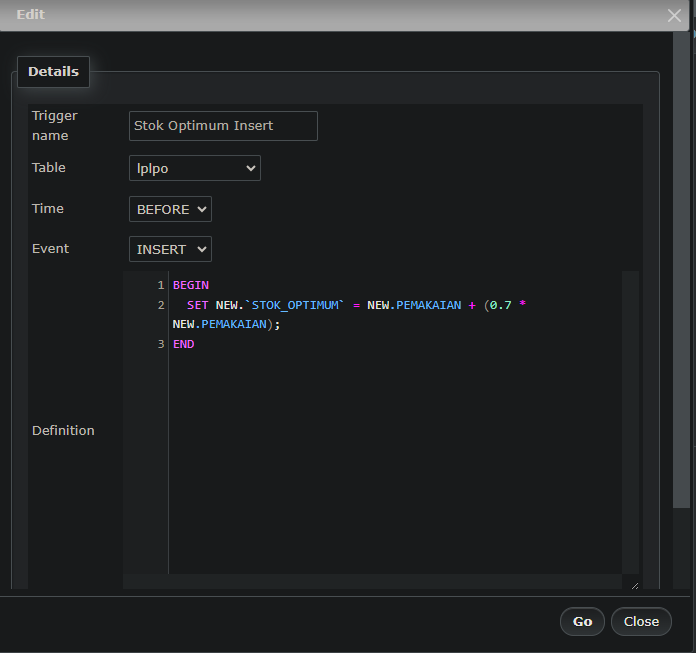 Edit
Details
Trigger
name
Stok Optimum Insert
Table
lplpo
Time
BEFORE
Event
INSERT
Definition
1 BEGIN
2 SET NEW.`STOK_OPTIMUM` = NEW.PEMAKAIAN + (0.7 *
NEW.PEMAKAIAN);
3 END
Go
Close